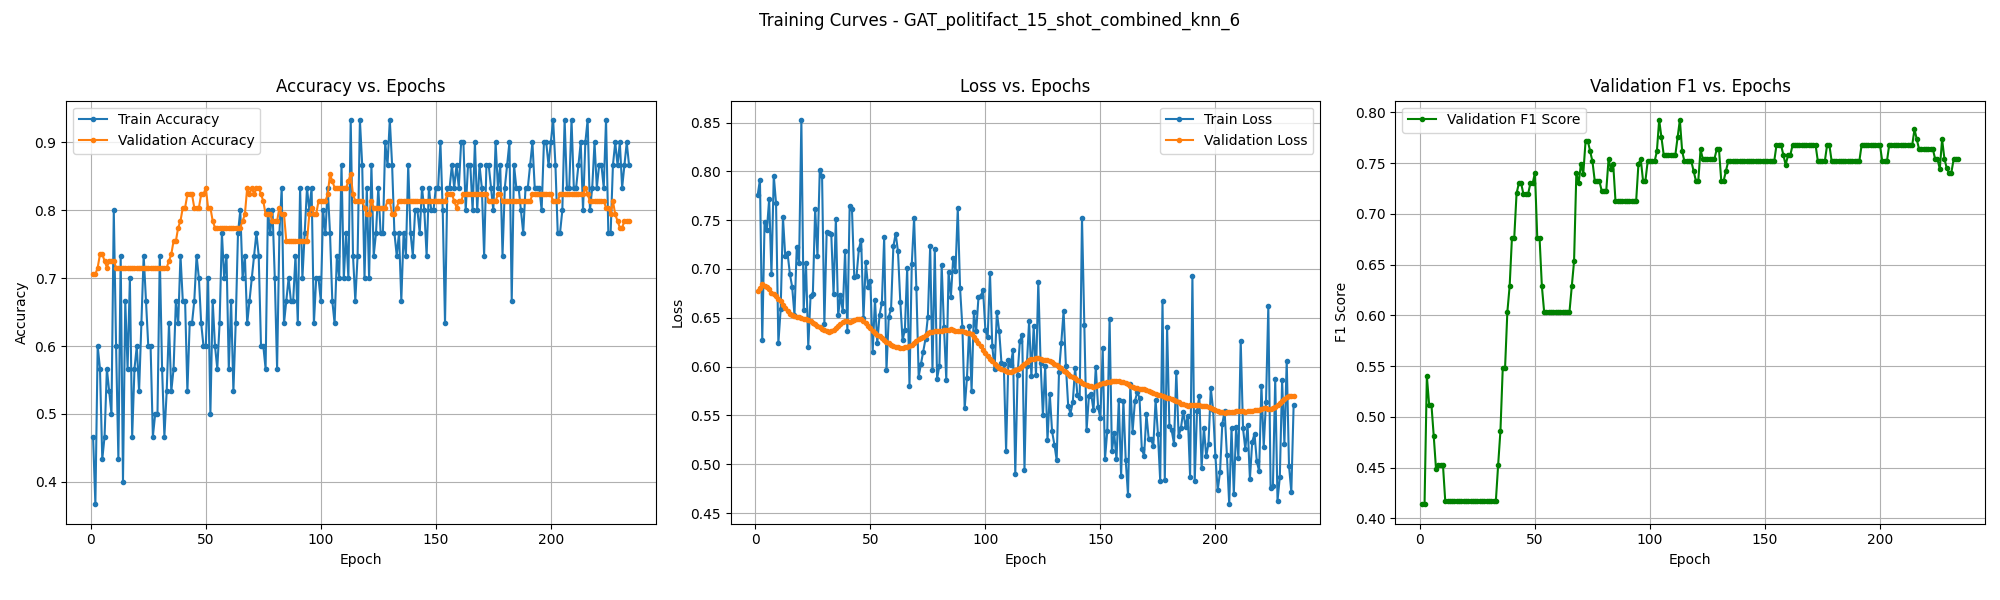 Training Curves - GAT_politifact_15_shot_combined_knn_6
Accuracy vs. Epochs
Train Accuracy
Validation Accuracy
Accuracy
0.9
0.8
0.7
0.6
0.5
0.4
0 50 100 150 200
Epoch
Loss vs. Epochs
Train Loss
Validation Loss
Loss
0.85
0.80
0.75
0.70
0.65
0.60
0.55
0.50
0.45
0 50 100 150 200
Epoch
Validation F1 vs. Epochs
Validation F1 Score
F1 Score
0.80
0.75
0.70
0.65
0.60
0.55
0.50
0.45
0.40
0 50 100 150 200
Epoch